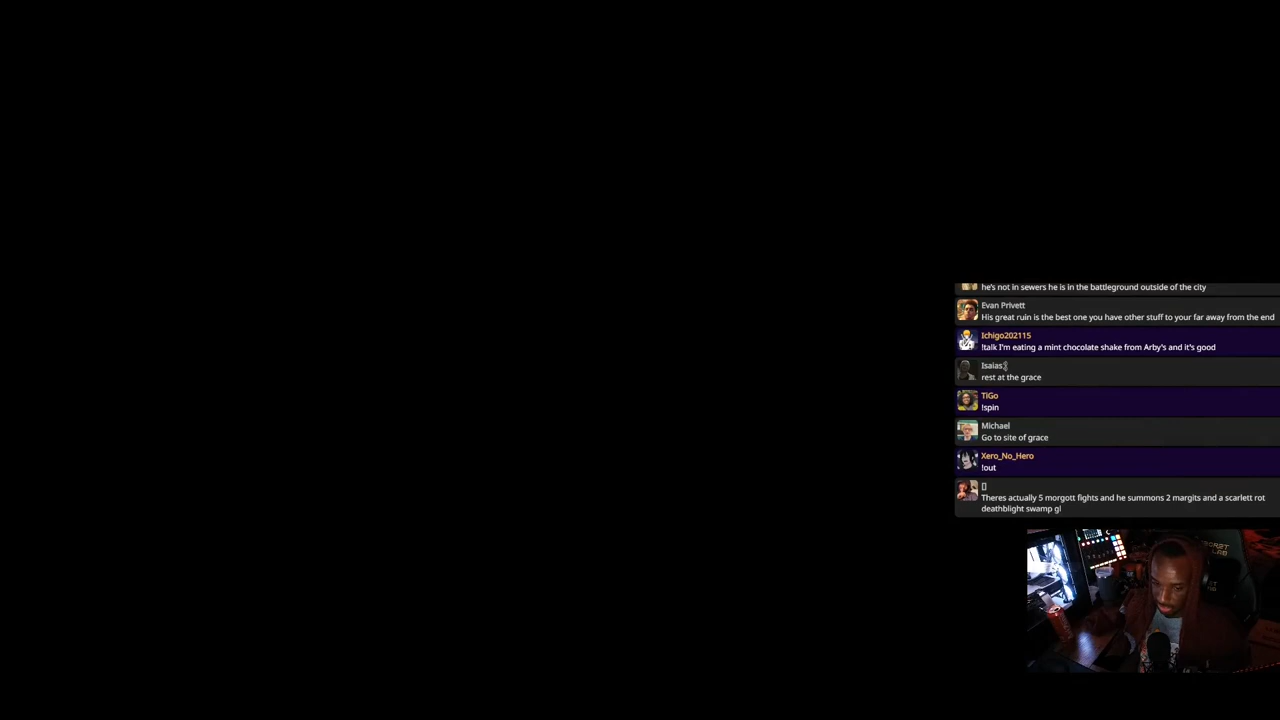 he's not in sewers he is in the battleground outside of the city
Evan Privett
His great ruin is the best one you have other stuff to your far away from the end
Ichigo202115
!talk I'm eating a mint chocolate shake from Arby's and it's good
Isaias
rest at the grace
TIGo
!spin
Michael
Go to site of grace
Xero_No_Hero
!out
Theres actually 5 morgott fights and he summons 2 margits and a scarlett rot
deathblight swamp gl